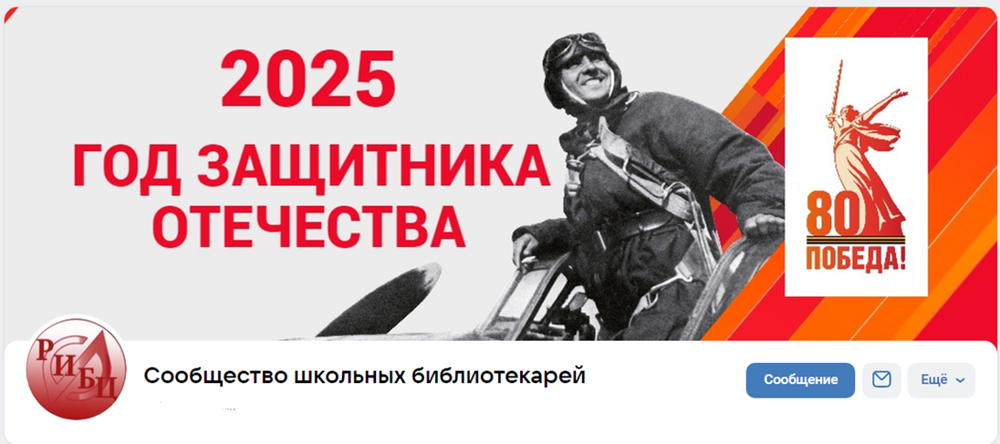 2025
ГОД ЗАЩИТНИКА
ОТЕЧЕСТВА
80
ПОБЕДА!
РИБЦ
Сообщество школьных библиотекарей
Сообщение
Ещё